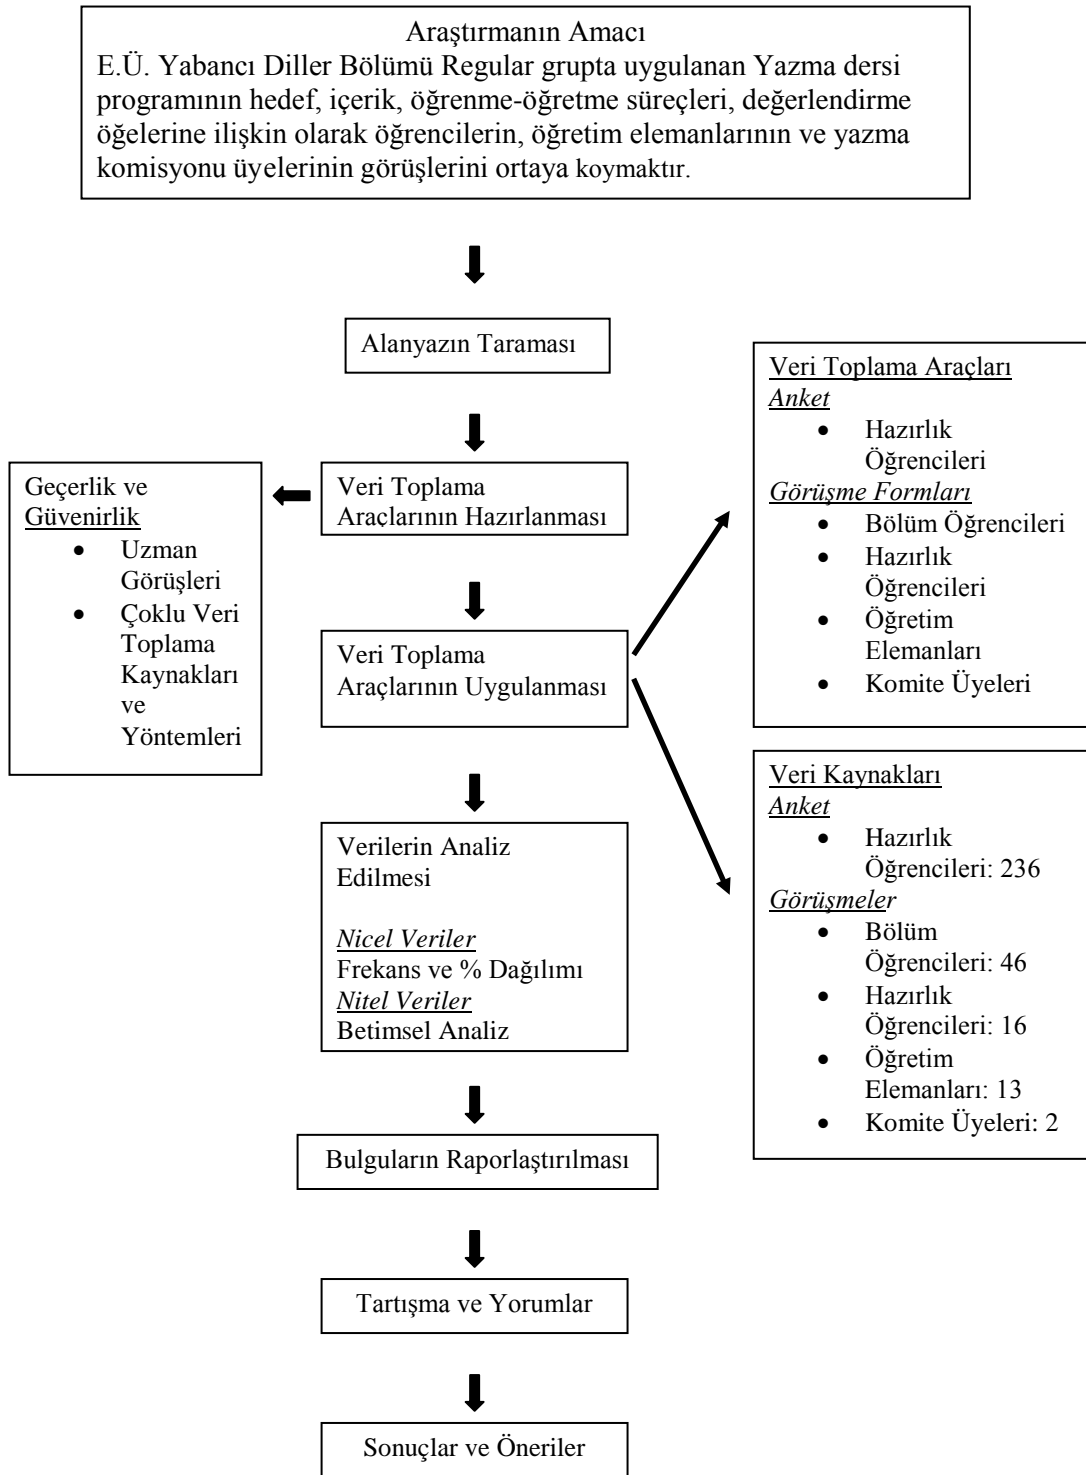 Araştırmanın Amacı
E.Ü. Yabancı Diller Bölümü Regular grupta uygulanan Yazma dersi
programının hedef, içerik, öğrenme-öğretme süreçleri, değerlendirme
öğelerine ilişkin olarak öğrencilerin, öğretim elemanlarının ve yazma
komisyonu üyelerinin görüşlerini ortaya koymaktır.
Alanyazın Taraması
Veri Toplama
Araçlarının Hazırlanması
Geçerlik ve
Güvenirlik
• Uzman
Görüşleri
• Çoklu Veri
Toplama
Kaynakları
ve
Yöntemleri
Veri Toplama
Araçlarının Uygulanması
Veri Toplama Araçları
Anket
• Hazırlık
Öğrencileri
Görüşme Formları
• Bölüm Öğrencileri
• Hazırlık
Öğrencileri
• Öğretim
Elemanları
• Komite Üyeleri
Veri Kaynakları
Anket
• Hazırlık
Öğrencileri: 236
Görüşmeler
• Bölüm
Öğrencileri: 46
• Hazırlık
Öğrencileri: 16
• Öğretim
Elemanları: 13
• Komite Üyeleri: 2
Verilerin Analiz
Edilmesi
Nicel Veriler
Frekans ve % Dağılımı
Nitel Veriler
Betimsel Analiz
Bulguların Raporlaştırılması
Tartışma ve Yorumlar
Sonuçlar ve Öneriler